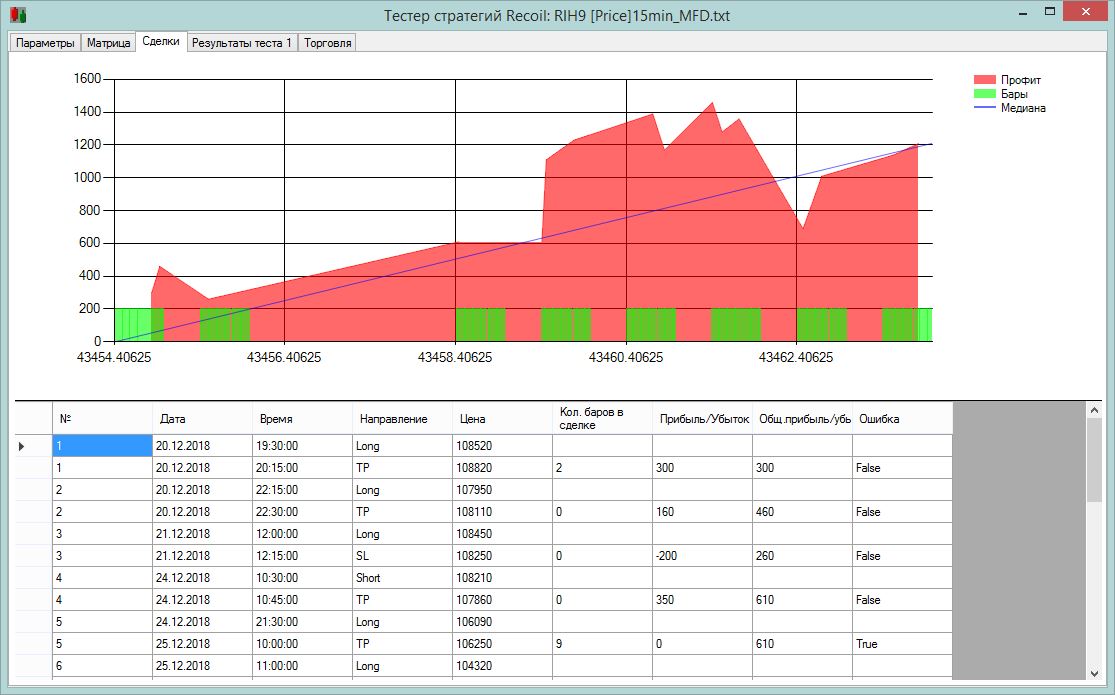 Тестер стратегий Recoil: RIH9 [Price]15min_MFD.txt
Параметры Матрица Сделки Результаты теста 1 Торговля
1600
1400
1200
1000
800
600
400
200
0
43454.40625 43456.40625 43458.40625 43460.40625 43462.40625
Профит
Бары
Медиана
№ Дата Время Направление Цена Кол. баров в сделке Прибыль/Убыток Общ.прибыль/убь Ошибка
1 20.12.2018 19:30:00 Long 108520
1 20.12.2018 20:15:00 TP 108820 2 300 300 False
2 20.12.2018 22:15:00 Long 107950
2 20.12.2018 22:30:00 TP 108110 0 160 460 False
3 21.12.2018 12:00:00 Long 108450
3 21.12.2018 12:15:00 SL 108250 0 -200 260 False
4 24.12.2018 10:30:00 Short 108210
4 24.12.2018 10:45:00 TP 107860 0 350 610 False
5 24.12.2018 21:30:00 Long 106090
5 25.12.2018 10:00:00 TP 106250 9 0 610 True
6 25.12.2018 11:00:00 Long 104320